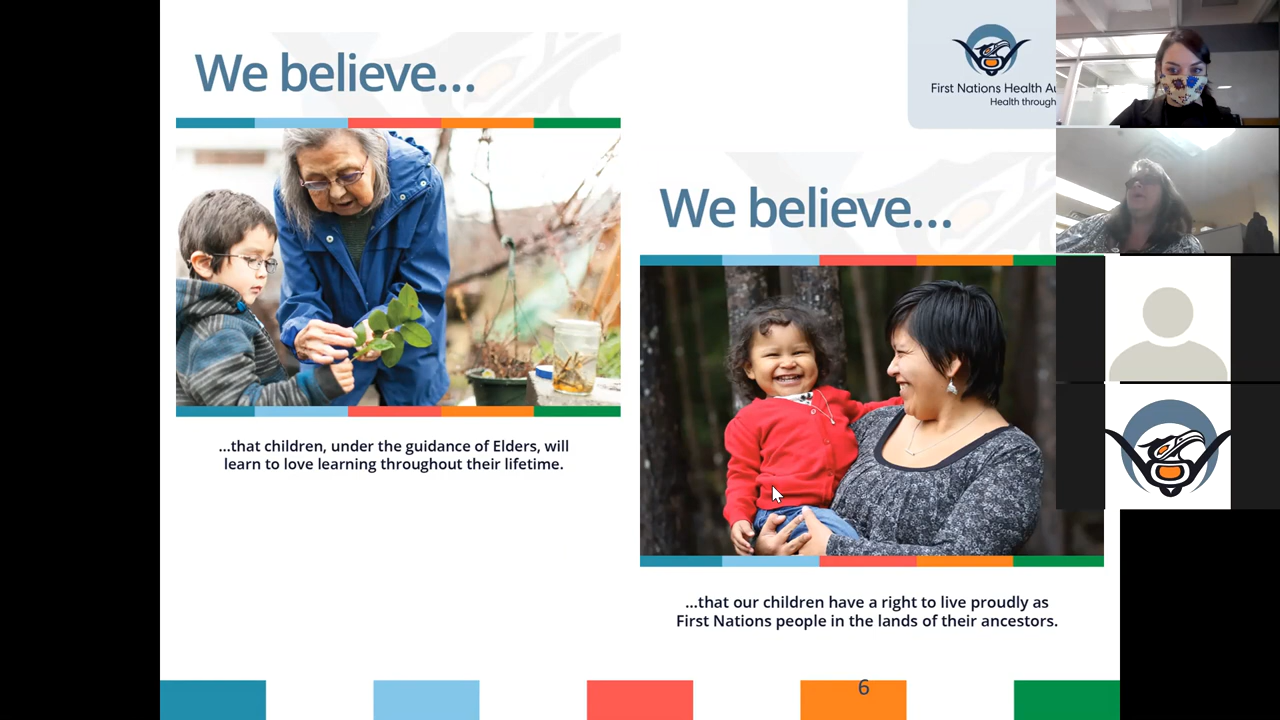 We believe...
...that children, under the guidance of Elders, will
learn to love learning throughout their lifetime.
First Nations Health
Health through
We believe...
...that our children have a right to live proudly as
First Nations people in the lands of their ancestors.
6